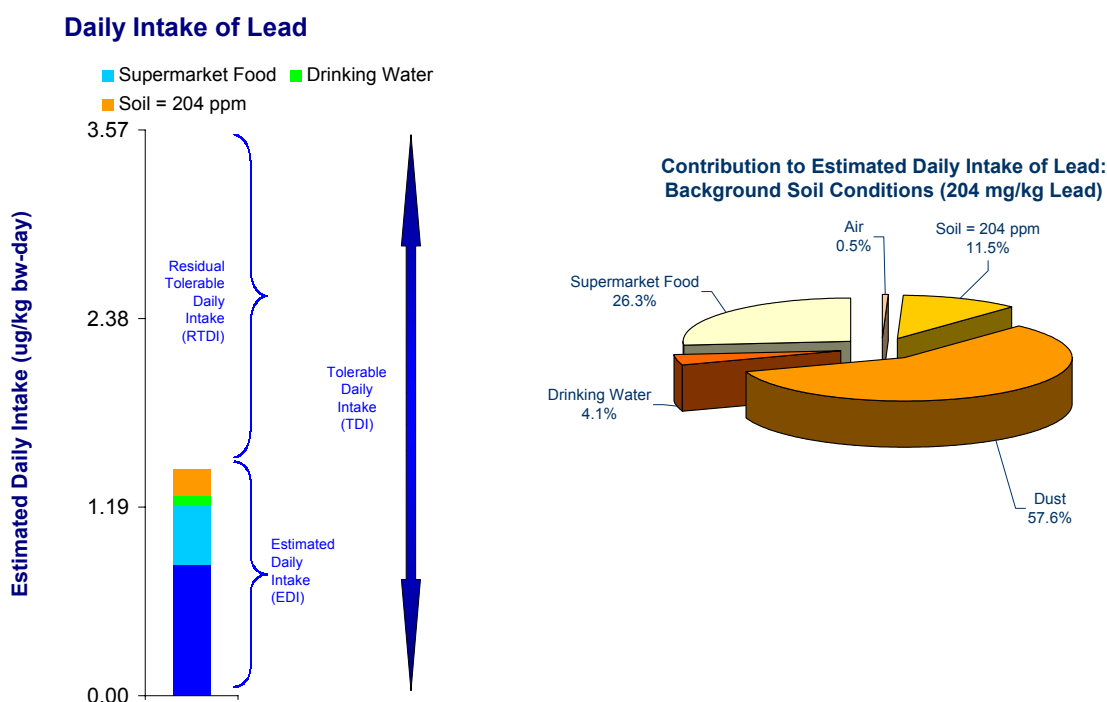 Daily Intake of Lead
Supermarket Food
Drinking Water
Soil = 204 ppm
Estimated Daily Intake (ug/kg bw-day)
3.57
2.38
1.19
0.00
Residual
Tolerable
Daily
Intake
(RTDI)
Estimated
Daily
Intake
(EDI)
Tolerable
Daily
Intake
(TDI)
Contribution to Estimated Daily Intake of Lead:
Background Soil Conditions (204 mg/kg Lead)
Air
0.5%
Soil = 204 ppm
11.5%
Supermarket Food
26.3%
Drinking Water
4.1%
Dust
57.6%